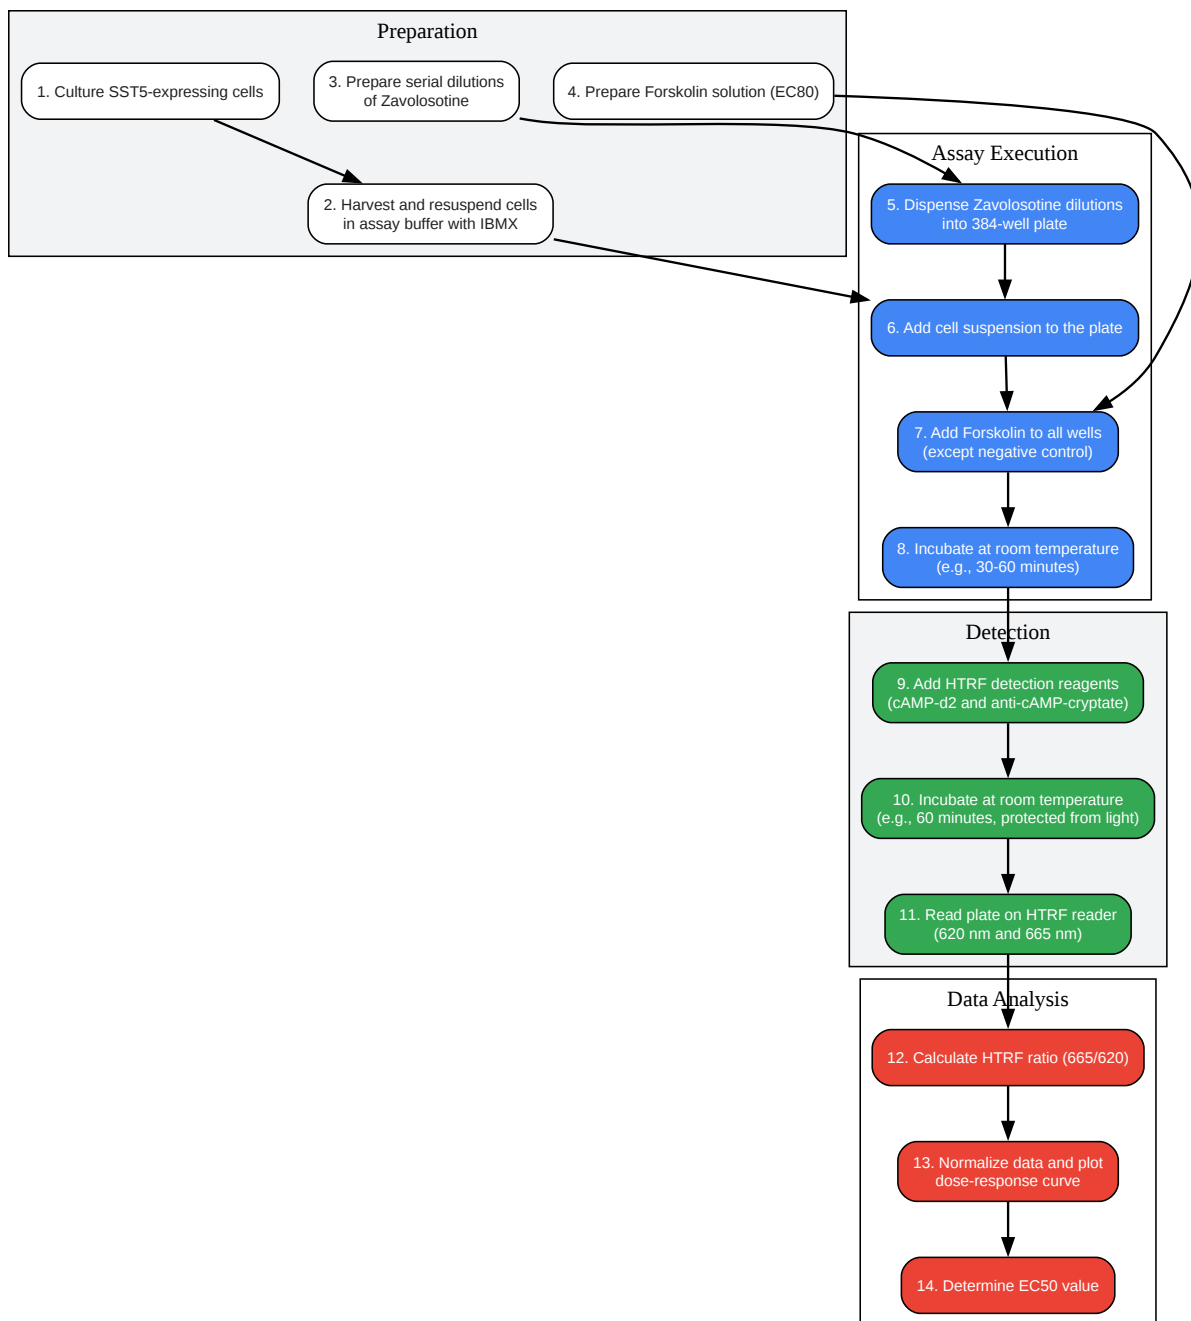 Preparation
1. Culture SST5-expressing cells
3. Prepare serial dilutions
of Zavolosotine
4. Prepare Forskolin solution (EC80)
2. Harvest and resuspend cells
in assay buffer with IBMX
Assay Execution
5. Dispense Zavolosotine dilutions
into 384-well plate
6. Add cell suspension to the plate
7. Add Forskolin to all wells
(except negative control)
8. Incubate at room temperature
(e.g., 30-60 minutes)
Detection
9. Add HTRF detection reagents
(cAMP-d2 and anti-cAMP-cryptate)
10. Incubate at room temperature
(e.g., 60 minutes, protected from light)
11. Read plate on HTRF reader
(620 nm and 665 nm)
Data Analysis
12. Calculate HTRF ratio (665/620)
13. Normalize data and plot
dose-response curve
14. Determine EC50 value